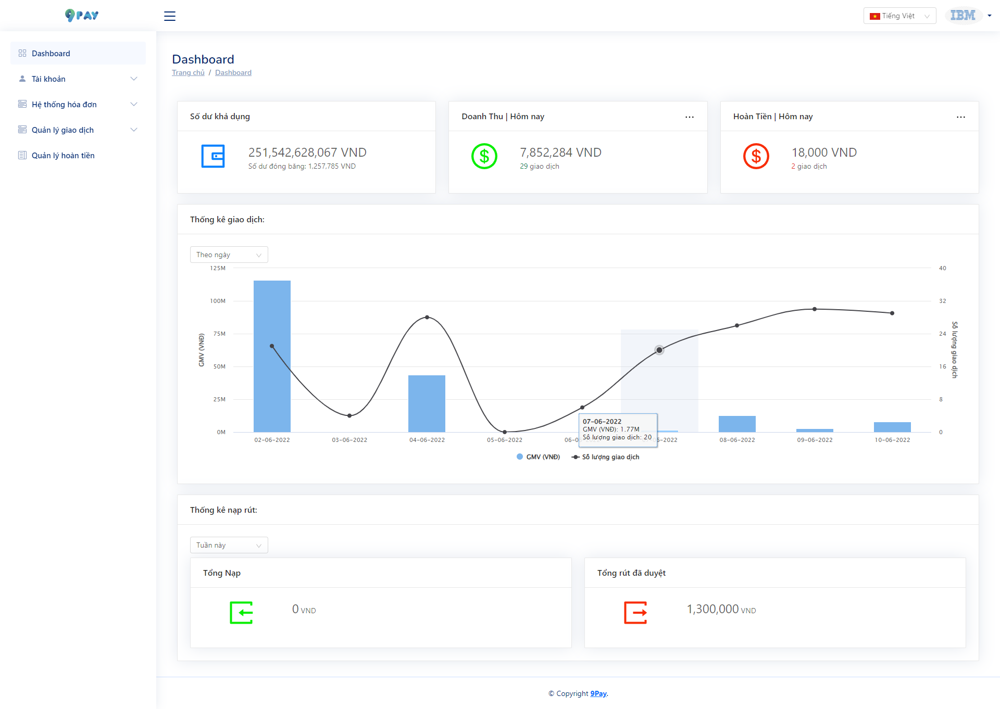 9PAY
Tiếng Việt
IBM
Dashboard
Tài khoản
Hệ thống hóa đơn
Quản lý giao dịch
Quản lý hoàn tiền
Dashboard
Trang chủ / Dashboard
Số dư khả dụng
251,542,628,067 VND
Số dư đóng băng: 1,257,785 VND
Doanh Thu | Hôm nay
7,852,284 VND
29 giao dịch
Hoàn Tiền | Hôm nay
18,000 VND
2 giao dịch
Thống kê giao dịch:
Theo ngày
125M
100M
75M
50M
25M
0M
GMV (VNĐ)
40
32
24
16
8
0
Số lượng giao dịch
07-06-2022
GMV (VNĐ): 1.77M
Số lượng giao dịch: 20
02-06-2022 03-06-2022 04-06-2022 05-06-2022 06-06-2022 07-06-2022 08-06-2022 09-06-2022 10-06-2022
GMV (VNĐ) Số lượng giao dịch
Thống kê nạp rút:
Tuần này
Tổng Nạp
0 VND
Tổng rút đã duyệt
1,300,000 VND
© Copyright 9Pay.